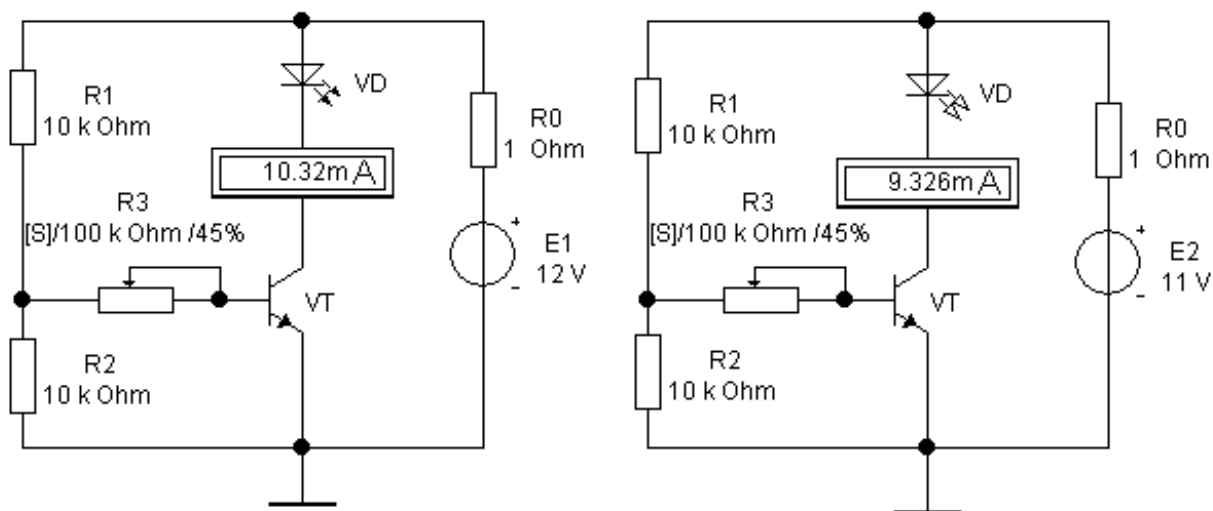 R1
10 k Ohm
VD
R0
1 Ohm
10.32m A
R3
[S]/100 k Ohm /45%
+
E1
12 V
-
VT
R2
10 k Ohm
R1
10 k Ohm
VD
R0
1 Ohm
9.326m A
R3
[S]/100 k Ohm /45%
+
E2
11 V
-
VT
R2
10 k Ohm